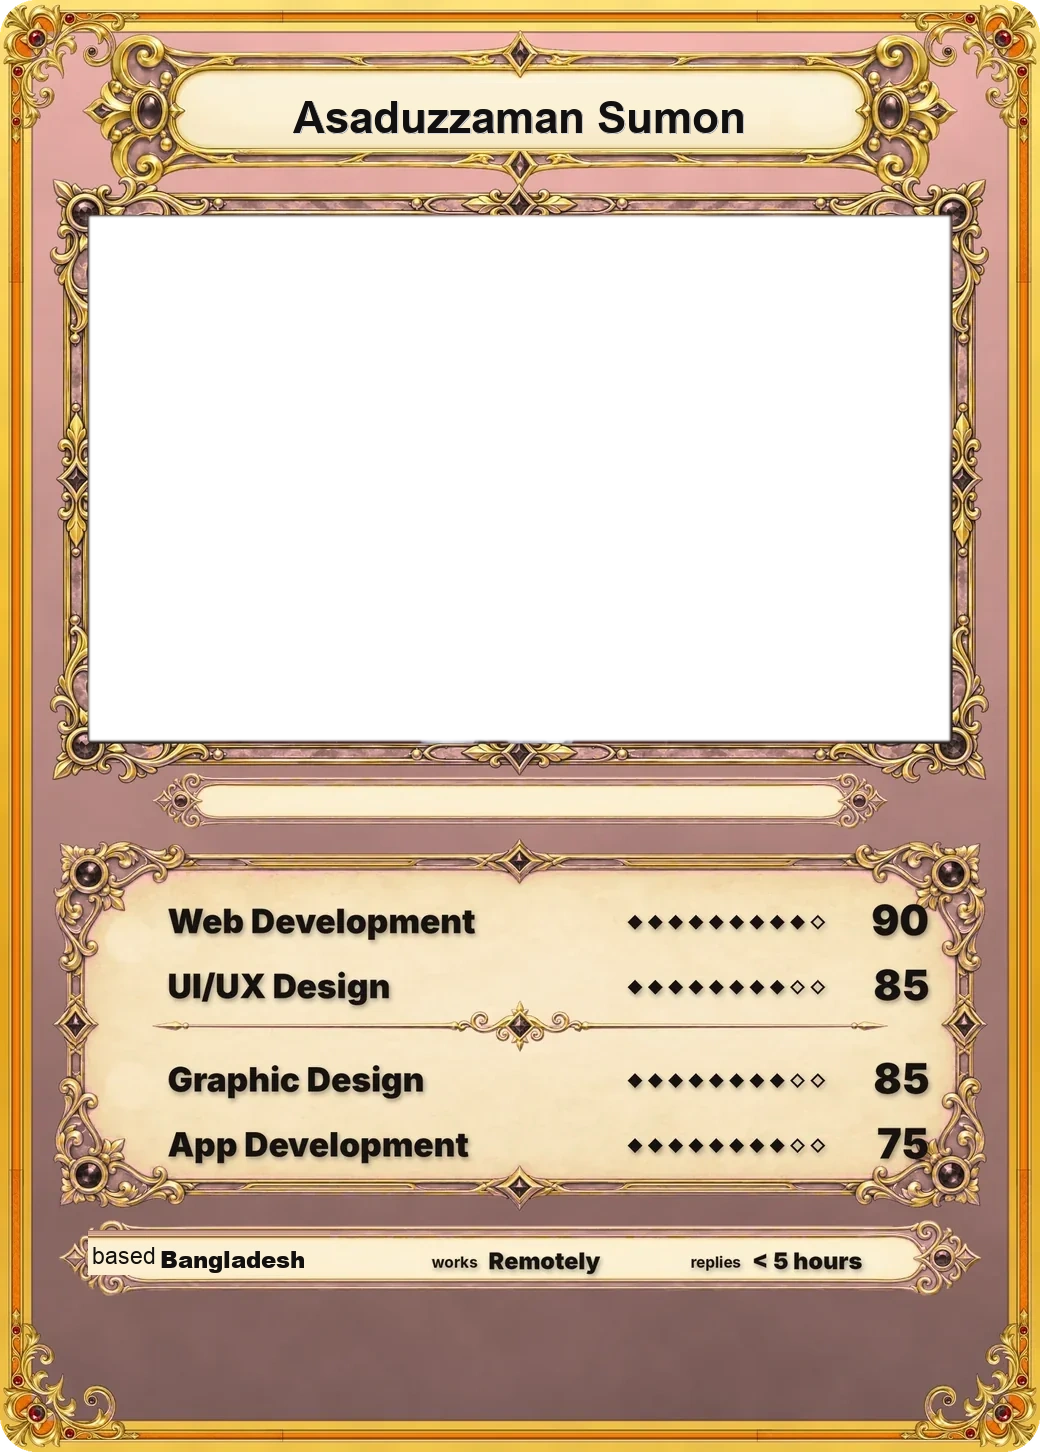 Asaduzzaman Sumon
Web Development 90
UI/UX Design 85
Graphic Design 85
App Development 75
based Bangladesh works Remotely replies < 5 hours